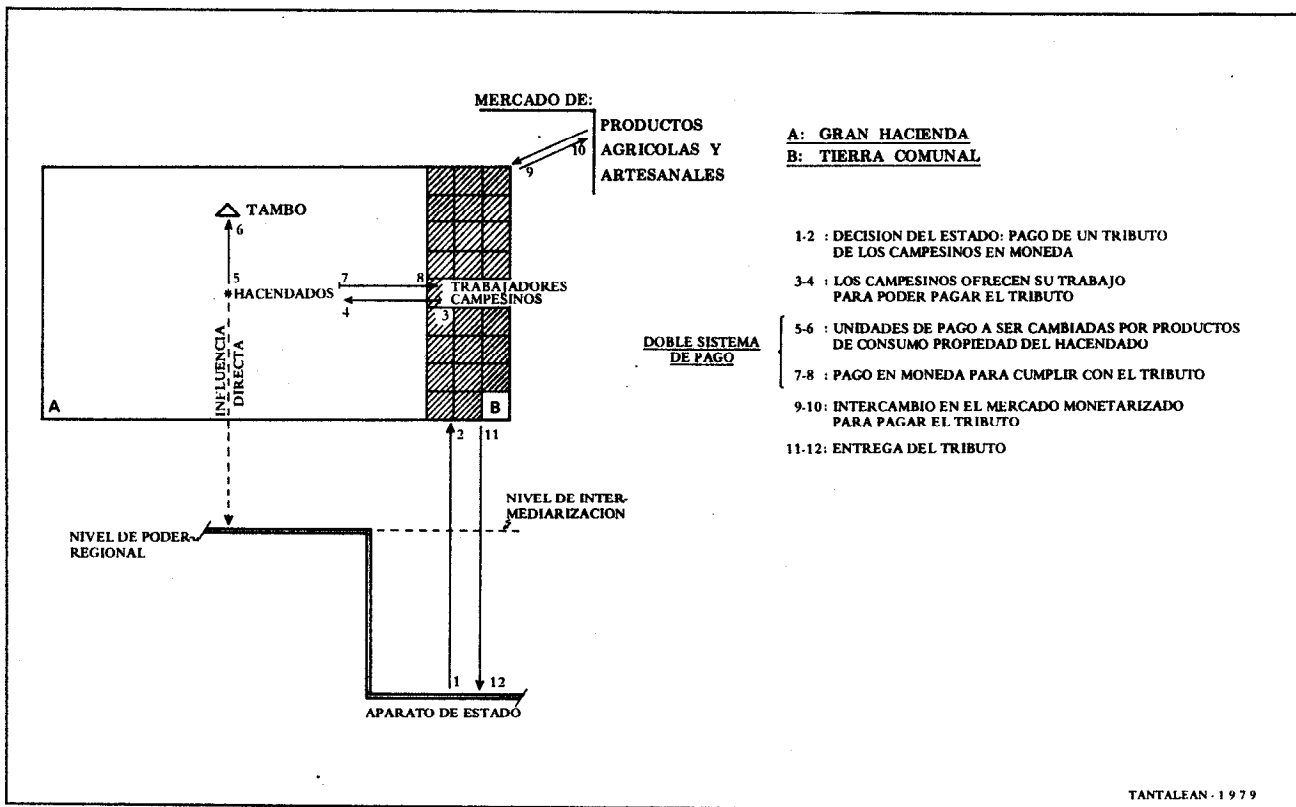 MERCADO DE:
PRODUCTOS
AGRICOLAS Y
ARTESANALES
10
9
A: GRAN HACIENDA
B: TIERRA COMUNAL
TAMBO
6
5
HACENDADOS
7
8
4
3
TRABAJADORES
CAMPESINOS
INFLUENCIA
DIRECTA
A
B
1-2 : DECISION DEL ESTADO: PAGO DE UN TRIBUTO
DE LOS CAMPESINOS EN MONEDA
3-4 : LOS CAMPESINOS OFRECEN SU TRABAJO
PARA PODER PAGAR EL TRIBUTO
DOBLE SISTEMA
DE PAGO
5-6 : UNIDADES DE PAGO A SER CAMBIADAS POR PRODUCTOS
DE CONSUMO PROPIEDAD DEL HACENDADO
7-8 : PAGO EN MONEDA PARA CUMPLIR CON EL TRIBUTO
9-10: INTERCAMBIO EN EL MERCADO MONETARIZADO
PARA PAGAR EL TRIBUTO
11-12: ENTREGA DEL TRIBUTO
2
11
NIVEL DE INTER-
MEDIARIZACION
NIVEL DE PODER
REGIONAL
1
12
APARATO DE ESTADO
TANTALEAN - 1979